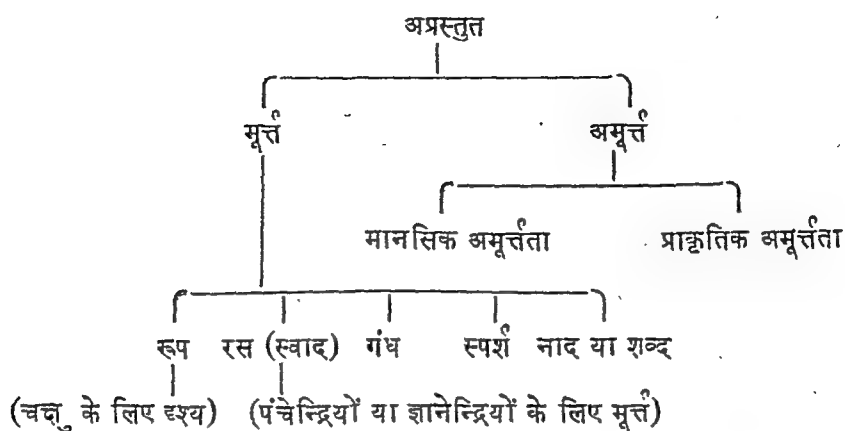 अप्रस्तुत
मूर्त्त अमूर्त्त
मानसिक अमूर्त्तता प्राकृतिक अमूर्त्तता
रूप रस (स्वाद) गंध स्पर्श नाद या शब्द
(चक्षु के लिए दृश्य) (पंचेन्द्रियों या ज्ञानेन्द्रियों के लिए मूर्त्त)